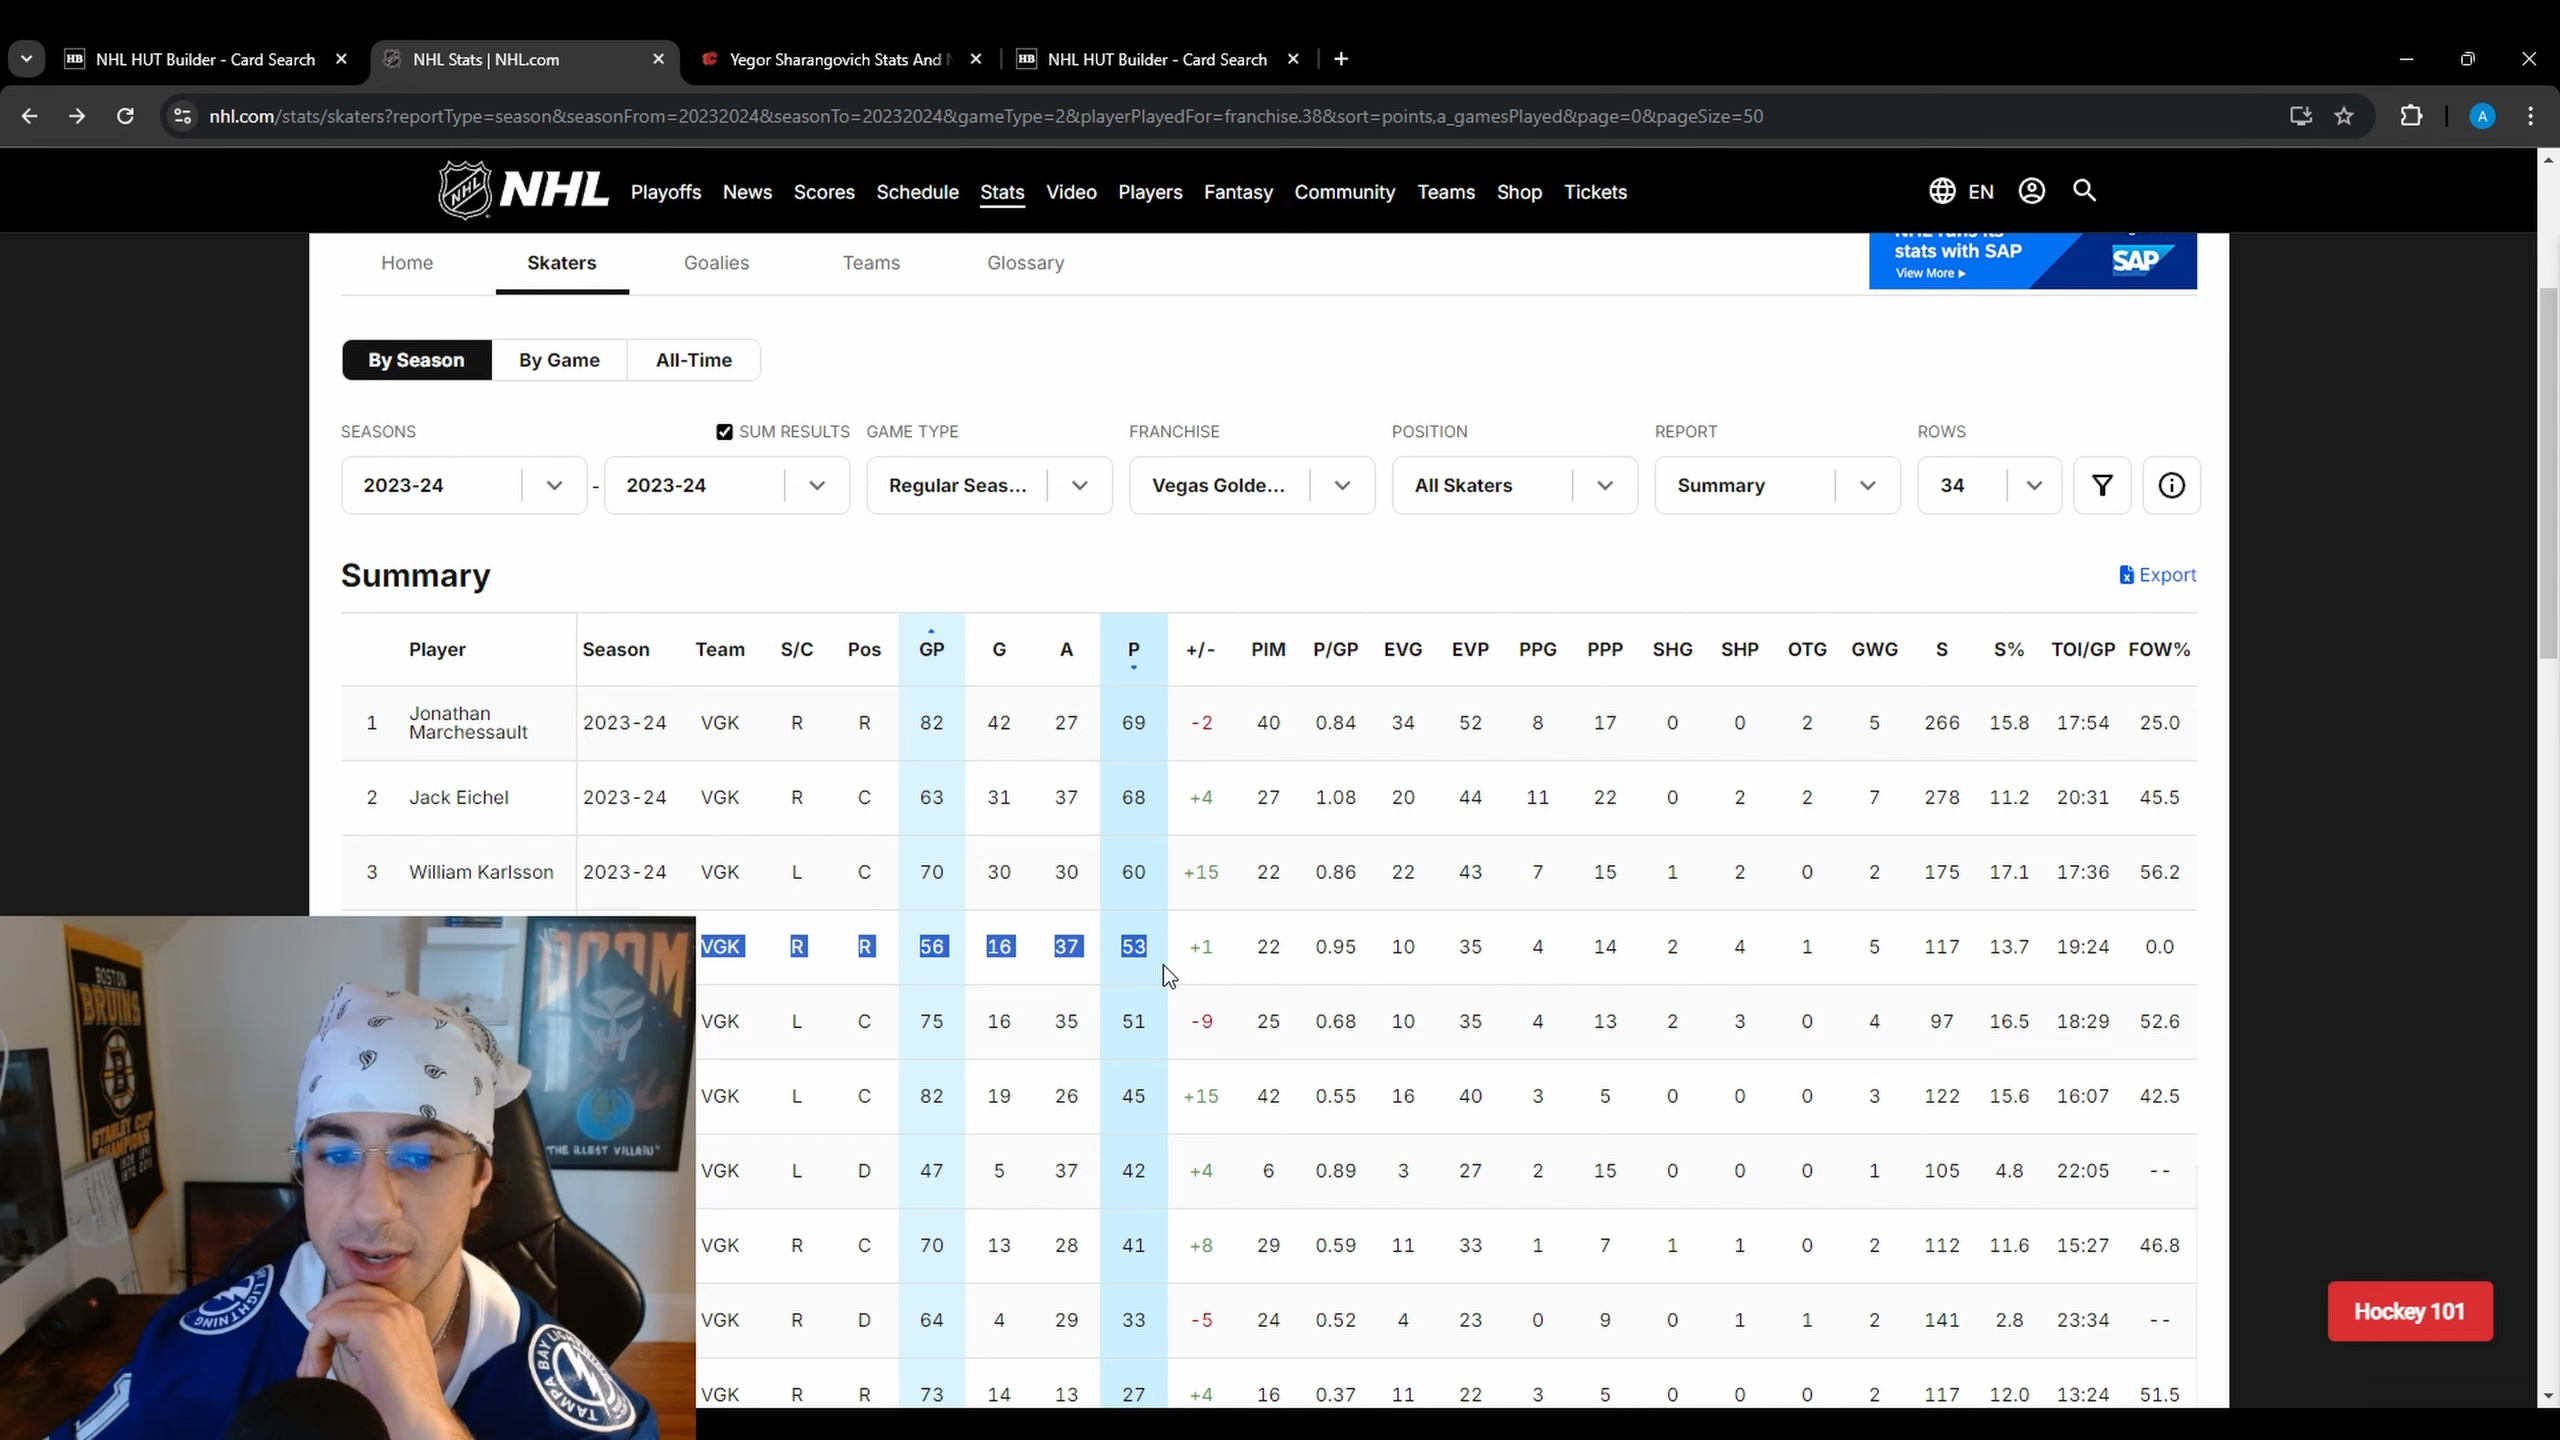 NHL HUT Builder - Card Search
NHL Stats | NHL.com
Yegor Sharangovich Stats And
NHL HUT Builder - Card Search
nhl.com/stats/skaters?reportType=season&seasonFrom=20232024&seasonTo=20232024&gameType=2&playerPlayedFor=franchise.38&sort=points,a_gamesPlayed&page=0&pageSize=50
A
NHL
Playoffs News Scores Schedule Stats Video Players Fantasy Community Teams Shop Tickets
EN
Home Skaters Goalies Teams Glossary
stats with SAP
View More
SAP
By Season By Game All-Time
SEASONS SUM RESULTS GAME TYPE FRANCHISE POSITION REPORT ROWS
2023-24 - 2023-24 Regular Seas... Vegas Golde... All Skaters Summary 34
Summary
Export
Player Season Team S/C Pos GP G A P +/- PIM P/GP EVG EVP PPG PPP SHG SHP OTG GWG S S% TOI/GP FOW%
1 Jonathan Marchessault 2023-24 VGK R R 82 42 27 69 -2 40 0.84 34 52 8 17 0 0 2 5 266 15.8 17:54 25.0
2 Jack Eichel 2023-24 VGK R C 63 31 37 68 +4 27 1.08 20 44 11 22 0 2 2 7 278 11.2 20:31 45.5
3 William Karlsson 2023-24 VGK L C 70 30 30 60 +15 22 0.86 22 43 7 15 1 2 0 2 175 17.1 17:36 56.2
VGK R R 56 16 37 53 +1 22 0.95 10 35 4 14 2 4 1 5 117 13.7 19:24 0.0
VGK L C 75 16 35 51 -9 25 0.68 10 35 4 13 2 3 0 4 97 16.5 18:29 52.6
VGK L C 82 19 26 45 +15 42 0.55 16 40 3 5 0 0 0 3 122 15.6 16:07 42.5
VGK L D 47 5 37 42 +4 6 0.89 3 27 2 15 0 0 0 1 105 4.8 22:05 --
VGK R C 70 13 28 41 +8 29 0.59 11 33 1 7 1 1 0 2 112 11.6 15:27 46.8
VGK R D 64 4 29 33 -5 24 0.52 4 23 0 9 0 1 1 2 141 2.8 23:34 --
VGK R R 73 14 13 27 +4 16 0.37 11 22 3 5 0 0 0 2 117 12.0 13:24 51.5
Hockey 101
BOSTON
BRUINS
STANLEY CUP
CHAMPIONS
DOOM
"THE ILLEST VILLAIN"
LIGHTNING
TAMPA BAY